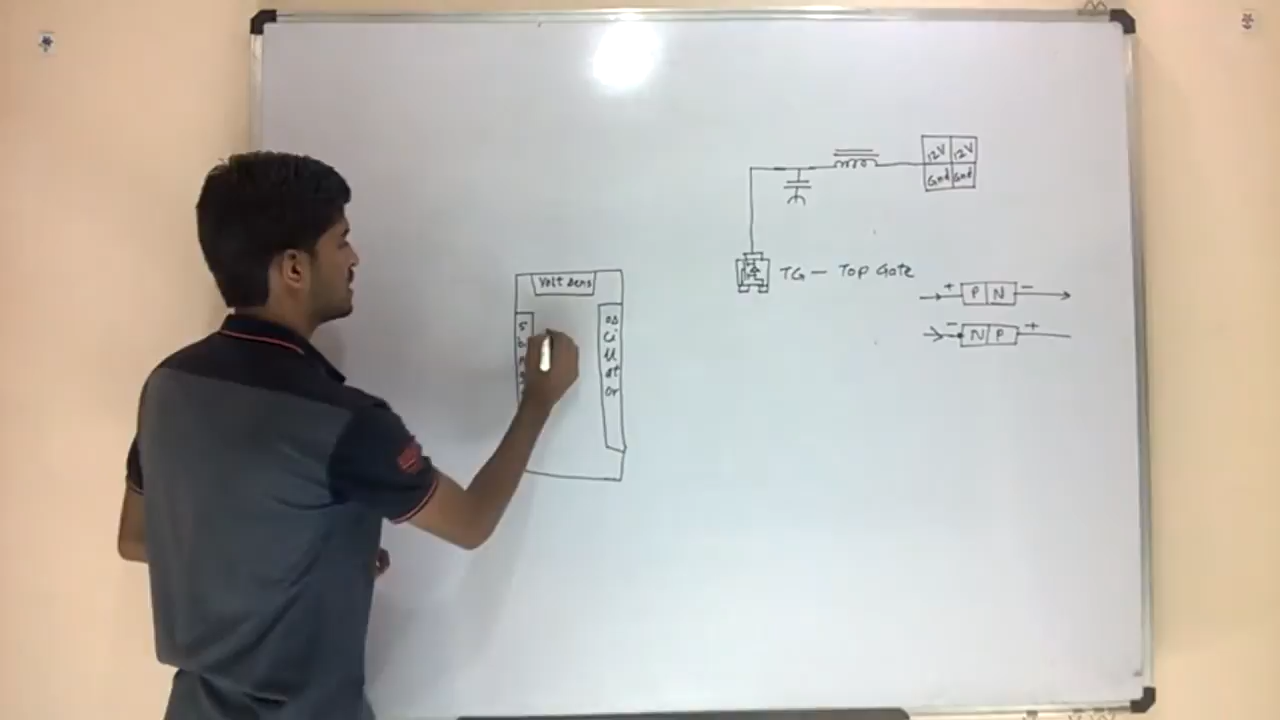 12V 12V
Gnd Gnd
TG — Top Gate
Volt Sens
+ P N -
- N P +
os
ci
ll
at
or